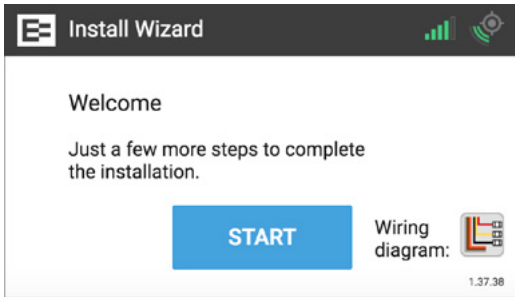 Install Wizard
Welcome
Just a few more steps to complete
the installation.
START
Wiring
diagram:
1.37.38